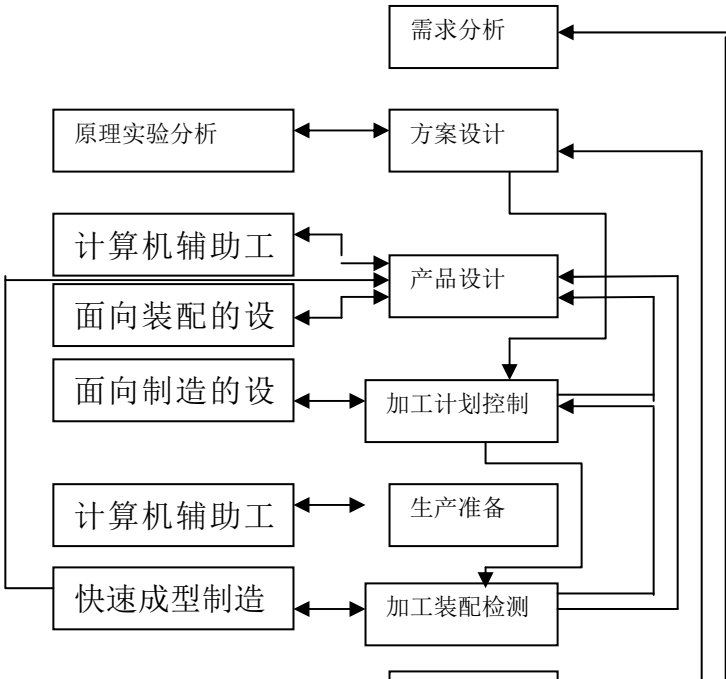 需求分析
原理实验分析
方案设计
计算机辅助工
产品设计
面向装配的设
面向制造的设
加工计划控制
计算机辅助工
生产准备
快速成型制造
加工装配检测